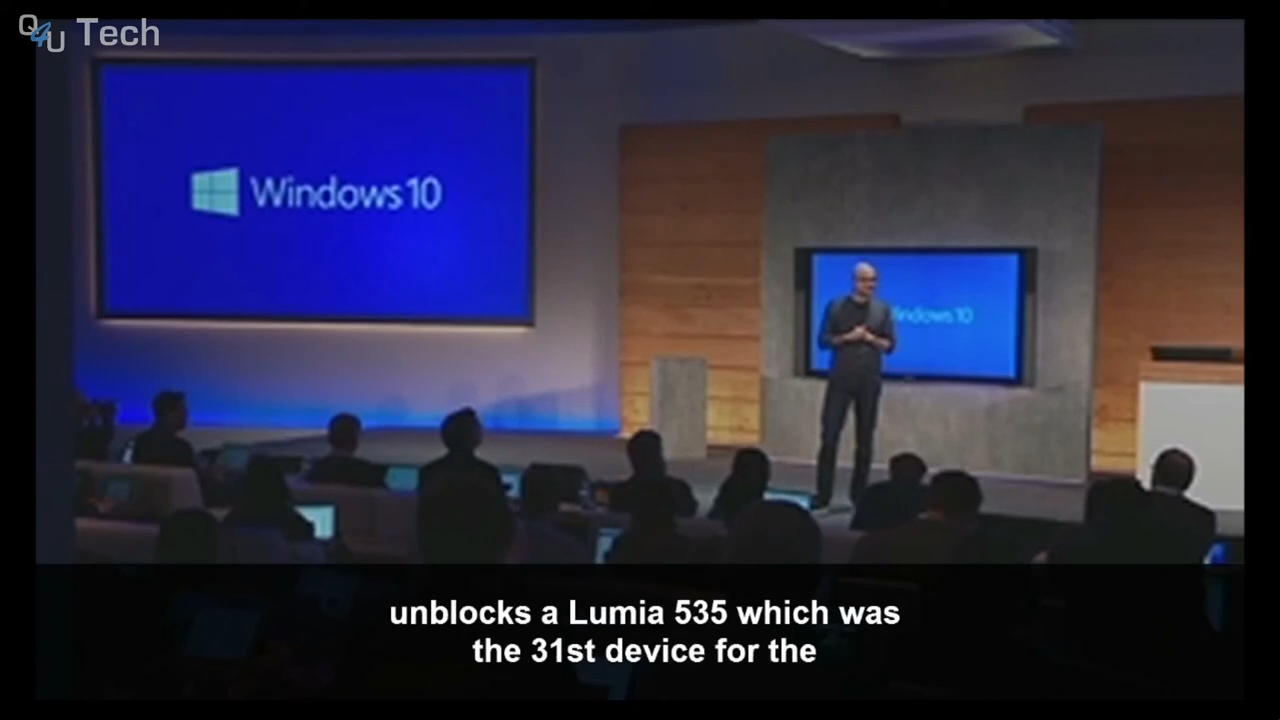 Q4U Tech
Windows 10
Windows 10
unblocks a Lumia 535 which was
the 31st device for the